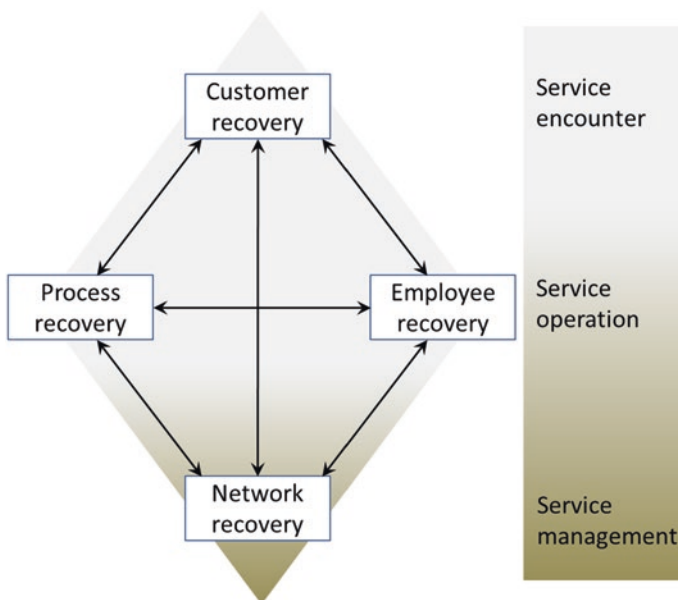 Customer
recovery
Service
encounter
Process
recovery
Employee
recovery
Service
operation
Network
recovery
Service
management